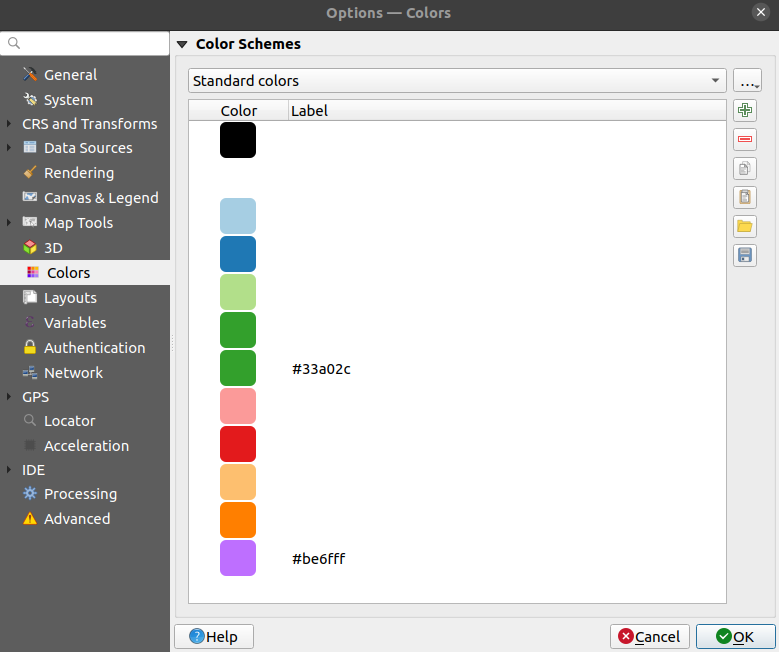 Options — Colors
Color Schemes
General
System
CRS and Transforms
Data Sources
Rendering
Canvas & Legend
Map Tools
3D
Colors
Layouts
Variables
Authentication
Network
GPS
Locator
Acceleration
IDE
Processing
Advanced
Standard colors
...
Color Label
#33a02c
#be6fff
Help
Cancel
OK